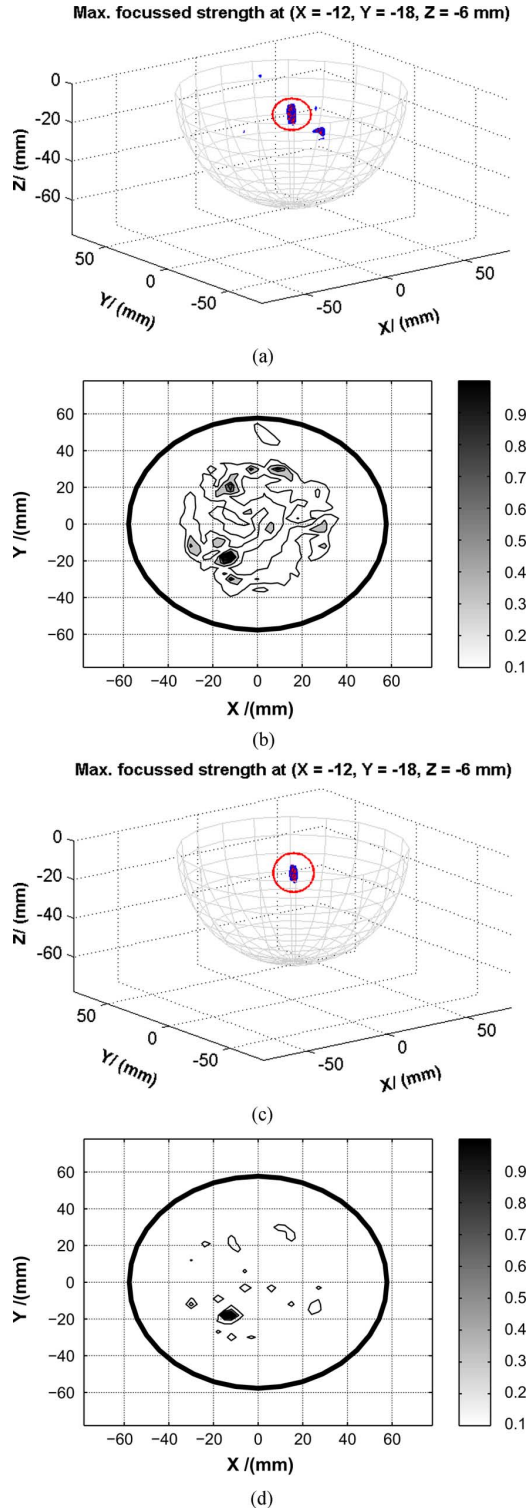 Max. focussed strength at (X = -12, Y = -18, Z = -6 mm)
0
-20
-40
-60
Z/ (mm)
50
0
-50
Y/ (mm)
-50
0
50
X/ (mm)
(a)
60
40
20
0
−20
−40
−60
Y /(mm)
−60 −40 −20 0 20 40 60
X /(mm)
0.9
0.8
0.7
0.6
0.5
0.4
0.3
0.2
0.1
(b)
Max. focussed strength at (X = -12, Y = -18, Z = -6 mm)
0
-20
-40
-60
Z/ (mm)
50
0
-50
Y/ (mm)
-50
0
50
X/ (mm)
(c)
60
40
20
0
−20
−40
−60
Y /(mm)
−60 −40 −20 0 20 40 60
X /(mm)
0.9
0.8
0.7
0.6
0.5
0.4
0.3
0.2
0.1
(d)